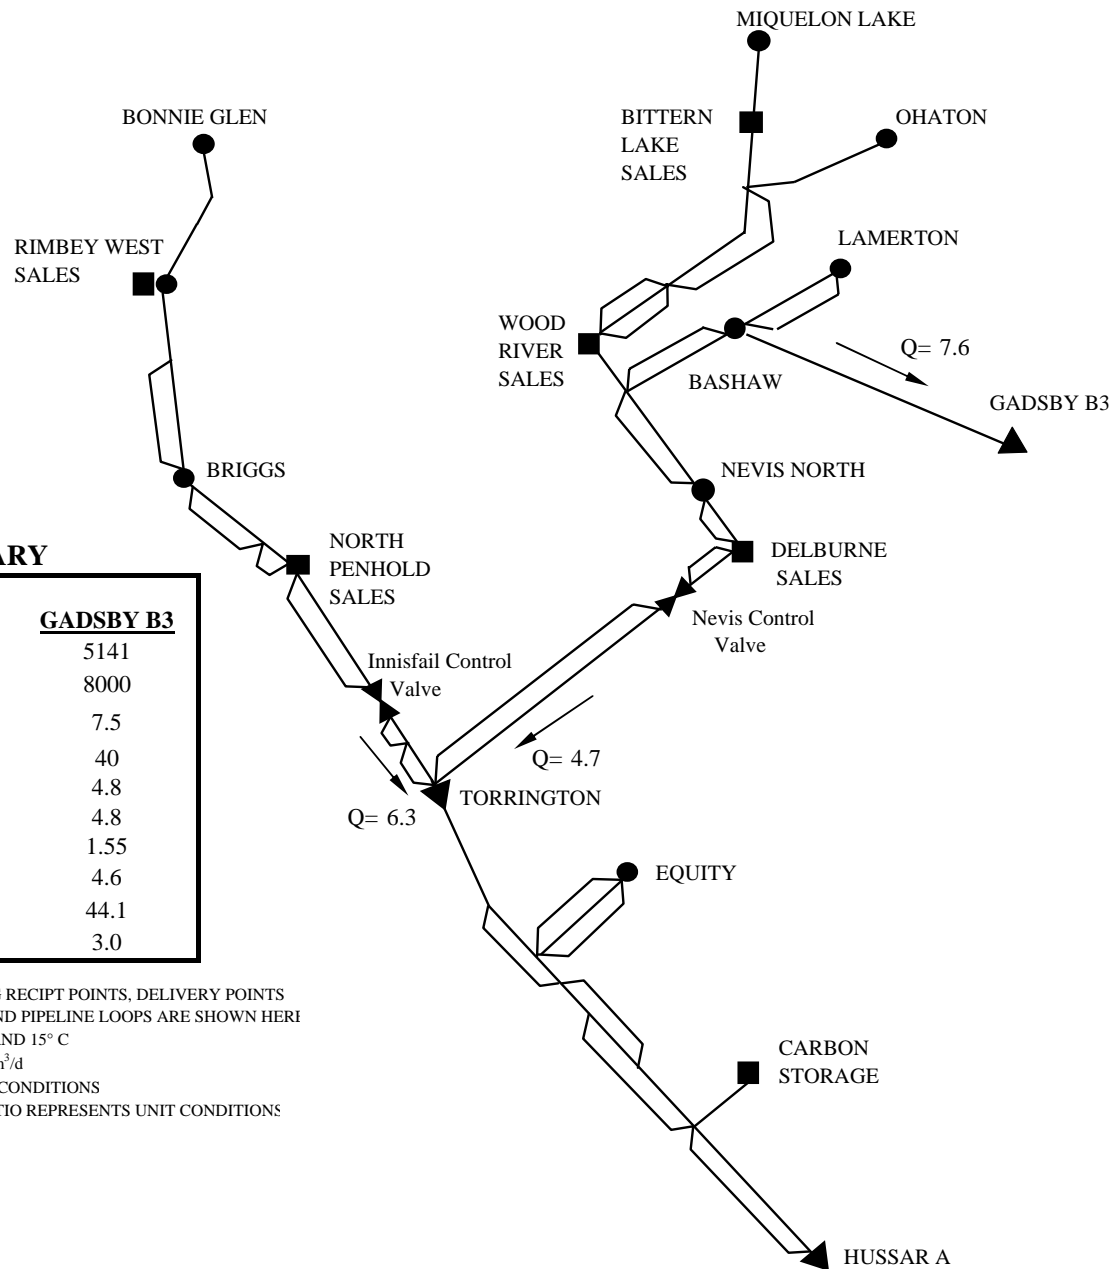 MIQUELON LAKE
BONNIE GLEN
BITTERN
LAKE
SALES
OHATON
RIMBEY WEST
SALES
LAMERTON
WOOD
RIVER
SALES
Q= 7.6
BASHAW
GADSBY B3
BRIGGS
NEVIS NORTH
NORTH
PENHOLD
SALES
DELBURNE
SALES
Nevis Control
Valve
Innisfail Control
Valve
Q= 4.7
Q= 6.3
TORRINGTON
EQUITY
CARBON
STORAGE
HUSSAR A
ARY
GADSBY B3
5141
8000
7.5
40
4.8
4.8
1.55
4.6
44.1
3.0
RECIPT POINTS, DELIVERY POINTS
ND PIPELINE LOOPS ARE SHOWN HERE
AND 15° C
m³/d
CONDITIONS
TIO REPRESENTS UNIT CONDITIONS